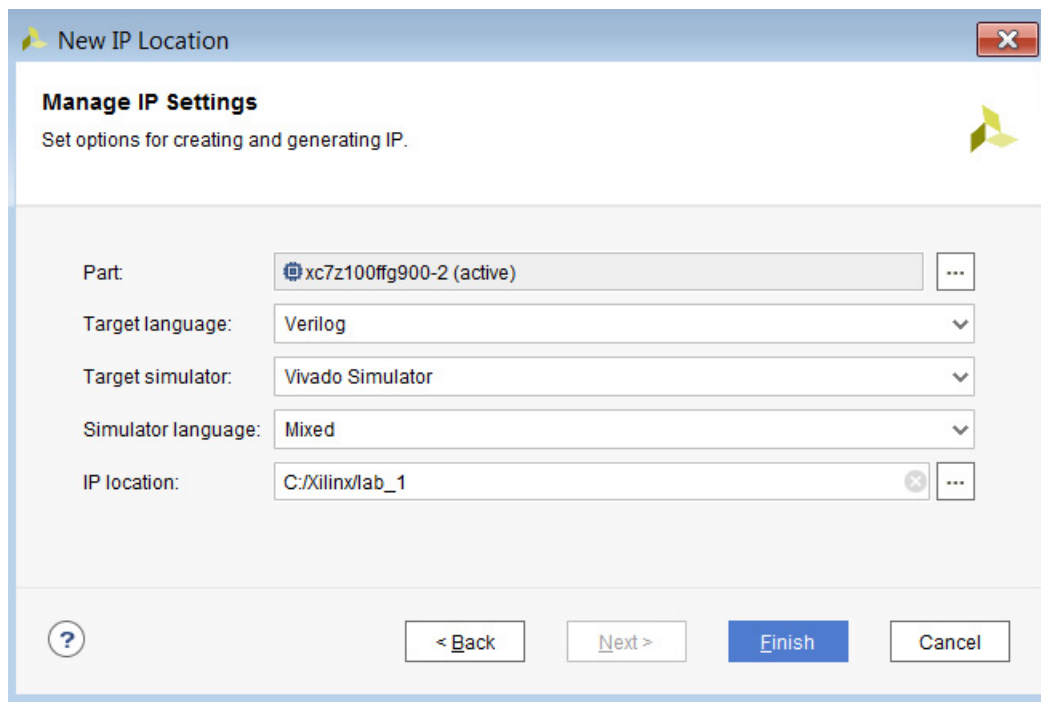 New IP Location
Manage IP Settings
Set options for creating and generating IP.
Part: xc7z100ffg900-2 (active) ...
Target language: Verilog
Target simulator: Vivado Simulator
Simulator language: Mixed
IP location: C:/Xilinx/lab_1 ...
? < Back Next > Finish Cancel